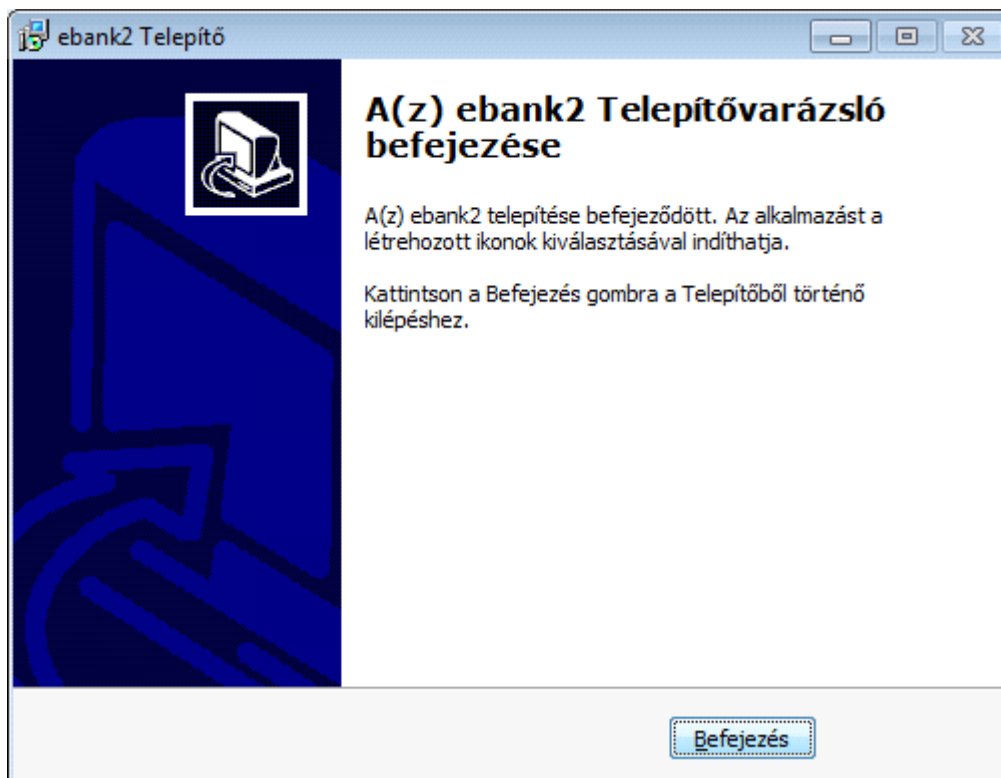 ebank2 Telepítő
A(z) ebank2 Telepítővarázsló
befejezése
A(z) ebank2 telepítése befejeződött. Az alkalmazást a
létrehozott ikonok kiválasztásával indíthatja.
Kattintson a Befejezés gombra a Telepítőből történő
kilépéshez.
Befejezés